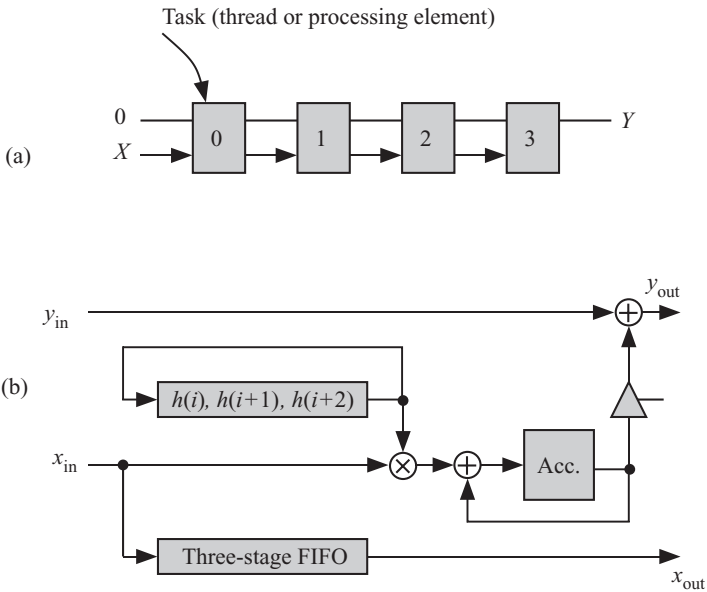 Task (thread or processing element)
0
0
1
2
3
Y
X
(a)
y_out
y_in
(b)
h(i), h(i+1), h(i+2)
x_in
×
+
+
+
Acc.
Three-stage FIFO
x_out